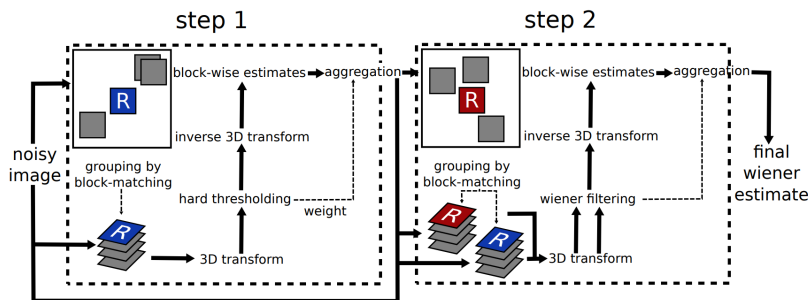 step 1
step 2
block-wise estimates
aggregation
R
inverse 3D transform
noisy
image
grouping by
block-matching
hard thresholding
weight
R
3D transform
block-wise estimates
aggregation
R
inverse 3D transform
final
wiener
estimate
grouping by
block-matching
wiener filtering
R
R
3D transform